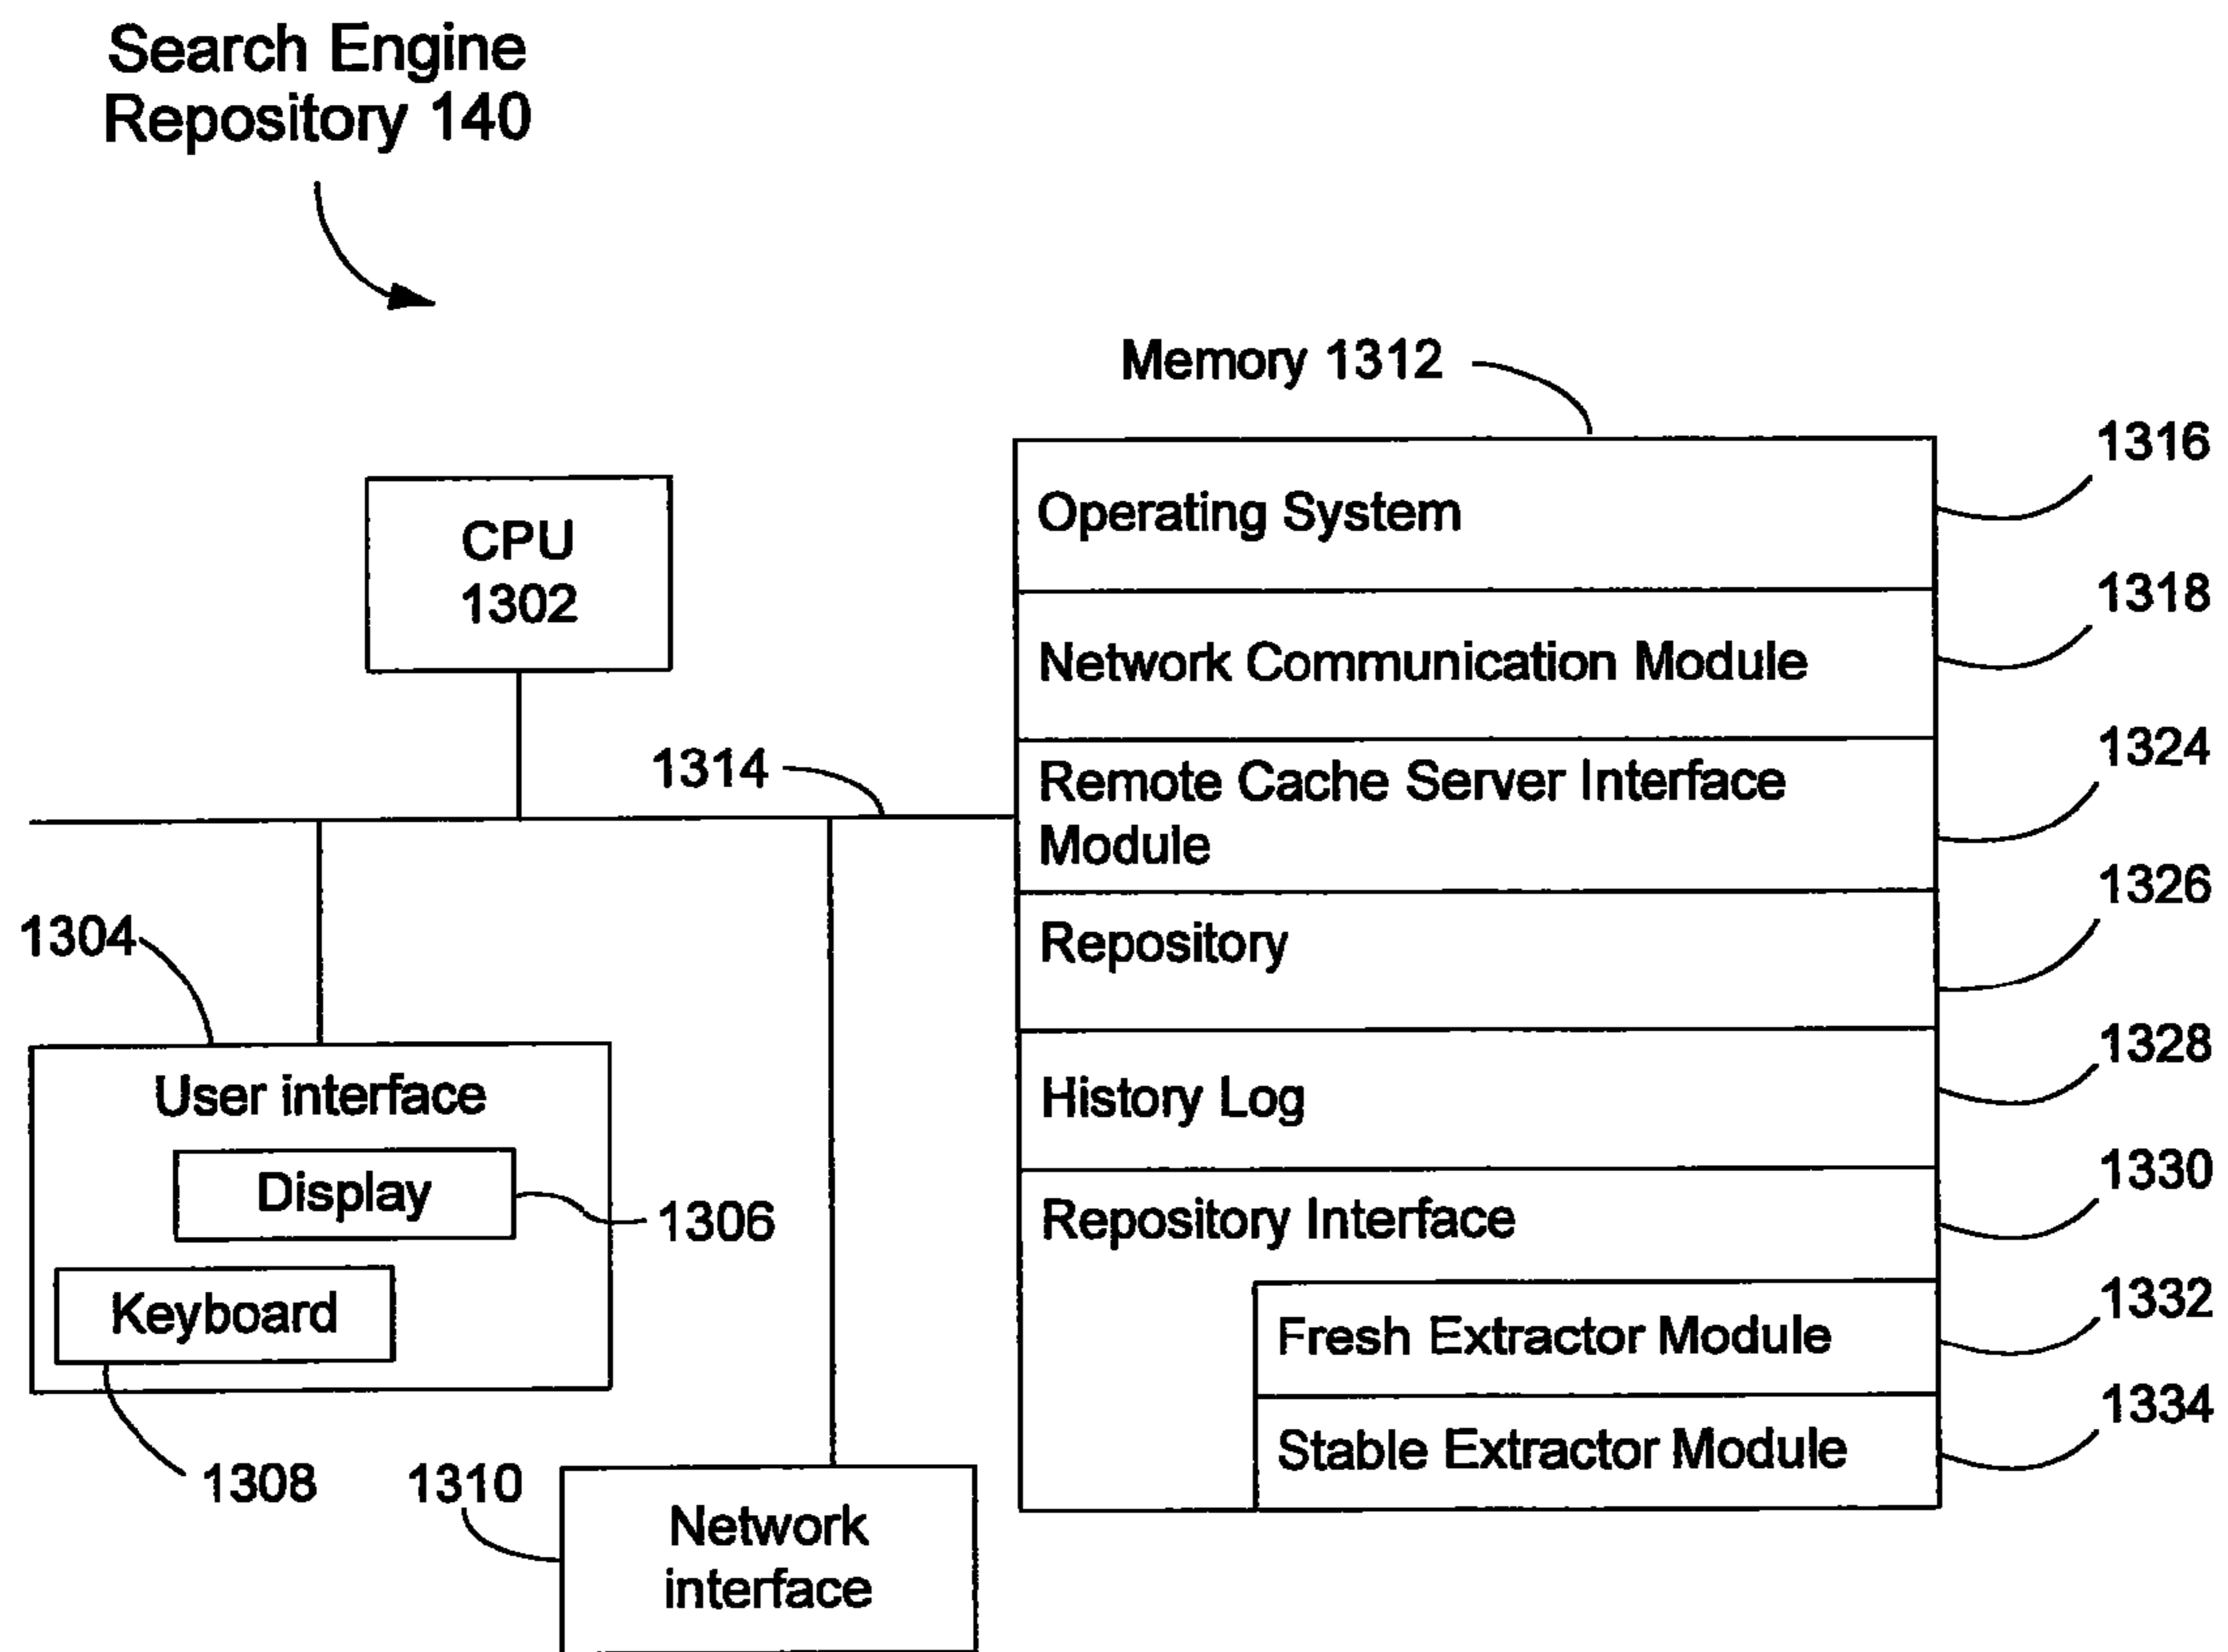 Search Engine
Repository 140
Memory 1312
1316
Operating System
CPU
1302
1318
Network Communication Module
1314
1324
Remote Cache Server Interface
Module
1326
Repository
1304
1328
History Log
User interface
Display
1306
1330
Repository Interface
Keyboard
1332
Fresh Extractor Module
1334
Stable Extractor Module
1308
1310
Network
interface